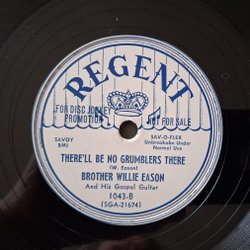 REGENT
FOR DISC JOCKEY
PROMOTION
NOT FOR SALE
SAVOY
BMI
SAV-O-FLEX
Unbreakable Under
Normal Use
THERE'LL BE NO GRUMBLERS THERE
(W. Eason)
BROTHER WILLIE EASON
And His Gospel Guitar
1043-B
(SGA-21674)